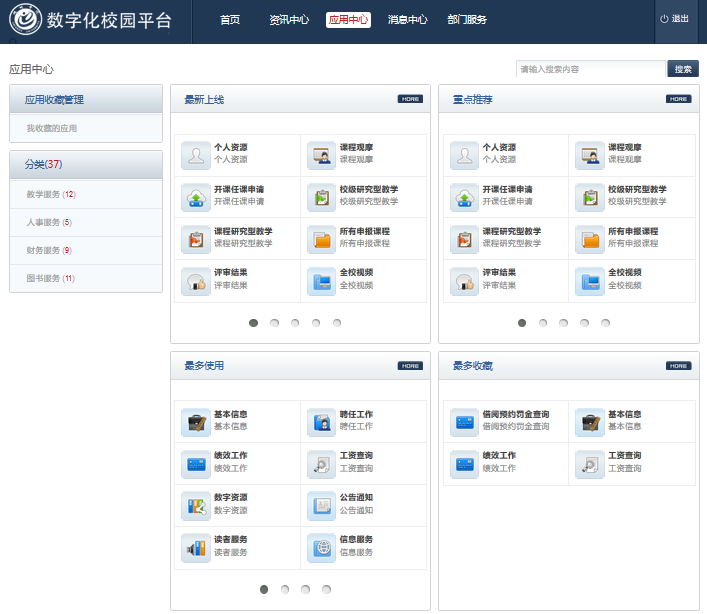 数字化校园平台
首页 资讯中心 应用中心 消息中心 部门服务 退出
应用中心
请输入搜索内容 搜索
应用收藏管理
我收藏的应用
分类(37)
教学服务 (12)
人事服务 (5)
财务服务 (9)
图书服务 (11)
最新上线 MORE
个人资源
个人资源
课程观摩
课程观摩
开课任课申请
开课任课申请
校级研究型教学
校级研究型教学
课程研究型教学
课程研究型教学
所有申报课程
所有申报课程
评审结果
评审结果
全校视频
全校视频
重点推荐 MORE
个人资源
个人资源
课程观摩
课程观摩
开课任课申请
开课任课申请
校级研究型教学
校级研究型教学
课程研究型教学
课程研究型教学
所有申报课程
所有申报课程
评审结果
评审结果
全校视频
全校视频
最多使用 MORE
基本信息
基本信息
聘任工作
聘任工作
绩效工作
绩效工作
工资查询
工资查询
数字资源
数字资源
公告通知
公告通知
读者服务
读者服务
信息服务
信息服务
最多收藏 MORE
借阅预约罚金查询
借阅预约罚金查询
基本信息
基本信息
绩效工作
绩效工作
工资查询
工资查询